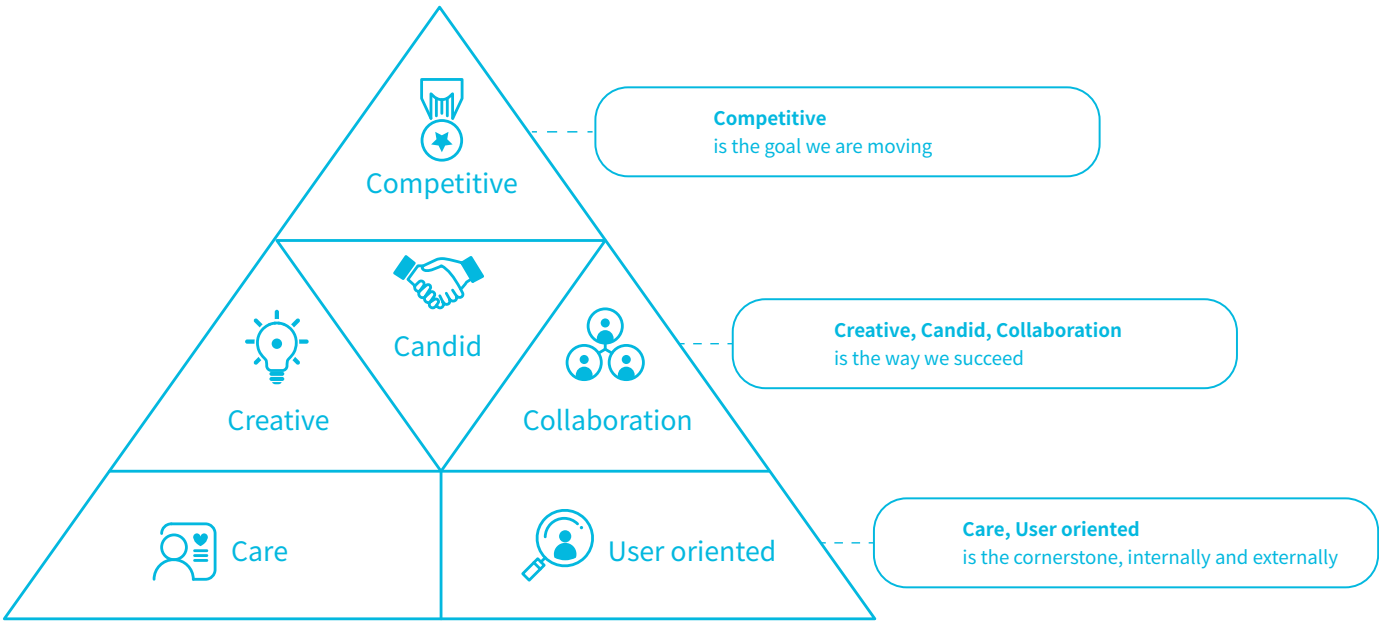 Competitive
Competitive
is the goal we are moving
Candid
Creative
Collaboration
Creative, Candid, Collaboration
is the way we succeed
Care
User oriented
Care, User oriented
is the cornerstone, internally and externally